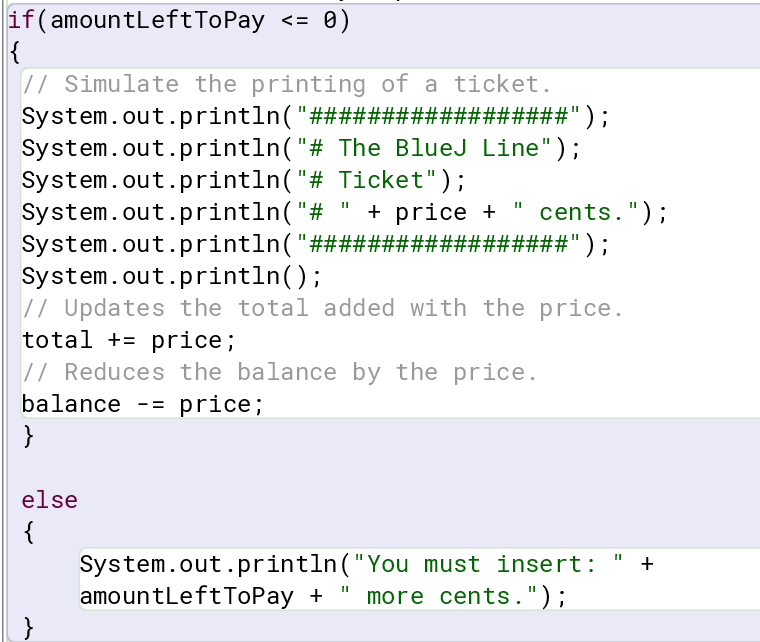 if(amountLeftToPay <= 0)
{
// Simulate the printing of a ticket.
System.out.println("##################");
System.out.println("# The BlueJ Line");
System.out.println("# Ticket");
System.out.println("# " + price + " cents.");
System.out.println("##################");
System.out.println();
// Updates the total added with the price.
total += price;
// Reduces the balance by the price.
balance -= price;
}
else
{
System.out.println("You must insert: " +
amountLeftToPay + " more cents.");
}